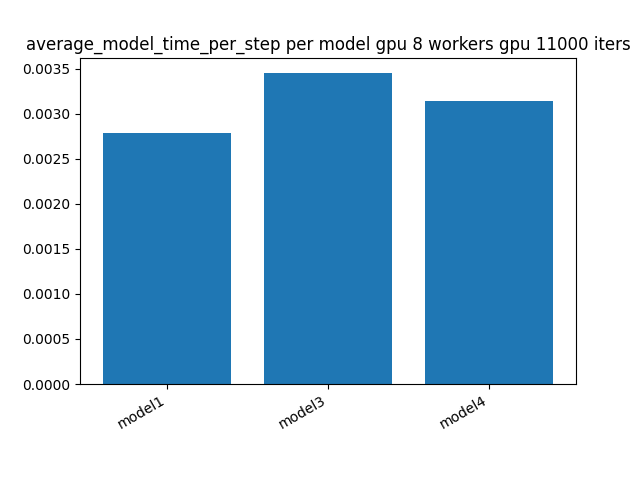 average_model_time_per_step per model gpu 8 workers gpu 11000 iters
0.0035
0.0030
0.0025
0.0020
0.0015
0.0010
0.0005
0.0000
model1
model3
model4